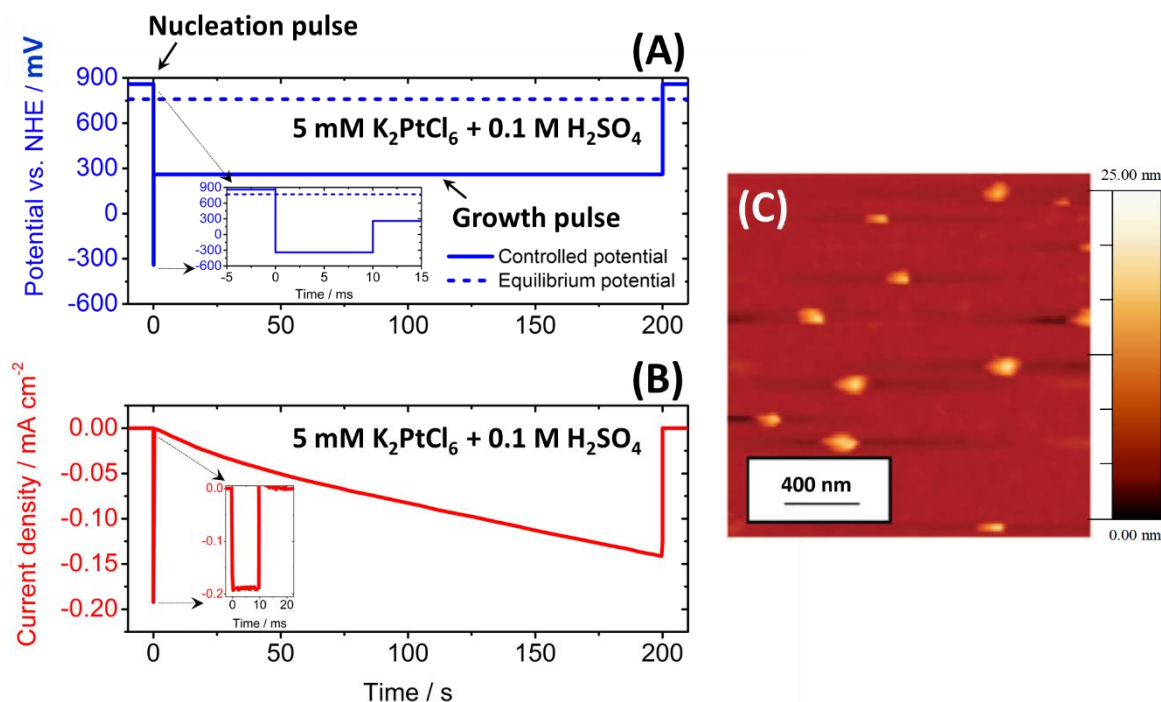 Nucleation pulse
(A)
Potential vs. NHE / mV
900
600
300
0
-300
-600
5 mM K₂PtCl₆ + 0.1 M H₂SO₄
Growth pulse
900
600
300
0
-300
-600
-5 0 5 10 15
Time / ms
Controlled potential
Equilibrium potential
0 50 100 150 200
(B)
Current density / mA cm⁻²
0.00
-0.05
-0.10
-0.15
-0.20
5 mM K₂PtCl₆ + 0.1 M H₂SO₄
0.0
-0.1
-0.2
0 10 20
Time / ms
0 50 100 150 200
Time / s
(C)
400 nm
25.00 nm
0.00 nm